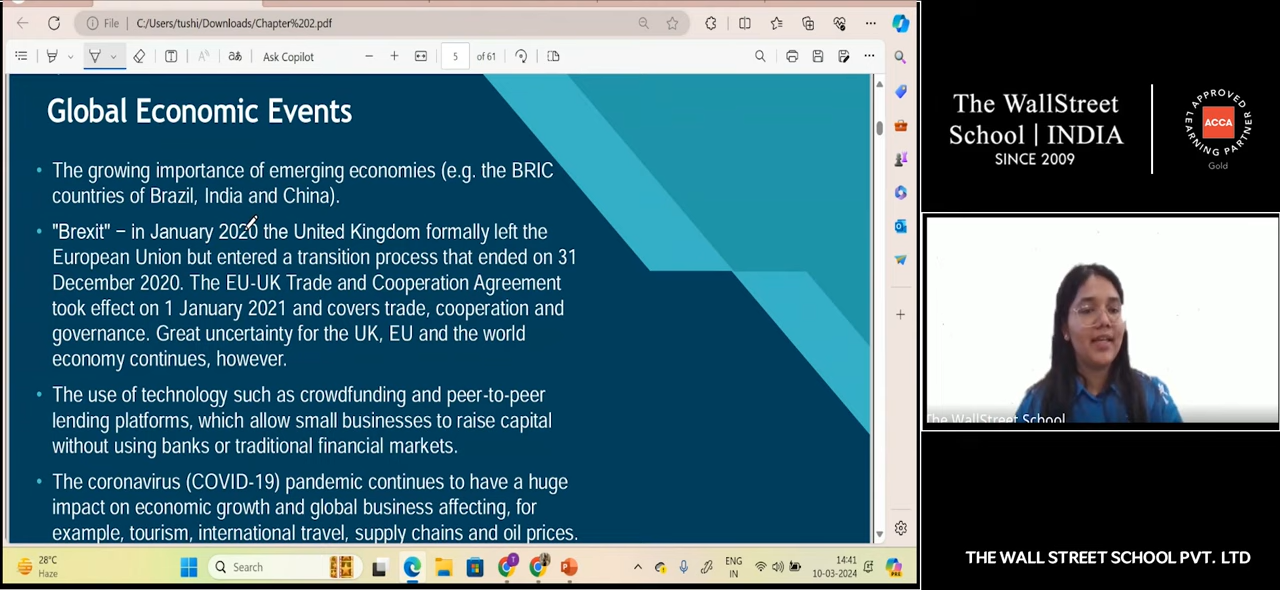 File
C:/Users/tushi/Downloads/Chapter%202.pdf
Ask Copilot
5
of 61
Global Economic Events
• The growing importance of emerging economies (e.g. the BRIC
countries of Brazil, India and China).
• "Brexit" – in January 2020 the United Kingdom formally left the
European Union but entered a transition process that ended on 31
December 2020. The EU-UK Trade and Cooperation Agreement
took effect on 1 January 2021 and covers trade, cooperation and
governance. Great uncertainty for the UK, EU and the world
economy continues, however.
• The use of technology such as crowdfunding and peer-to-peer
lending platforms, which allow small businesses to raise capital
without using banks or traditional financial markets.
• The coronavirus (COVID-19) pandemic continues to have a huge
impact on economic growth and global business affecting, for
example, tourism, international travel, supply chains and oil prices.
28°C
Haze
Search
ENG
IN
14:41
10-03-2024
The WallStreet
School | INDIA
SINCE 2009
APPROVED
ACCA
LEARNING PARTNER
Gold
The WallStreet School
THE WALL STREET SCHOOL PVT. LTD